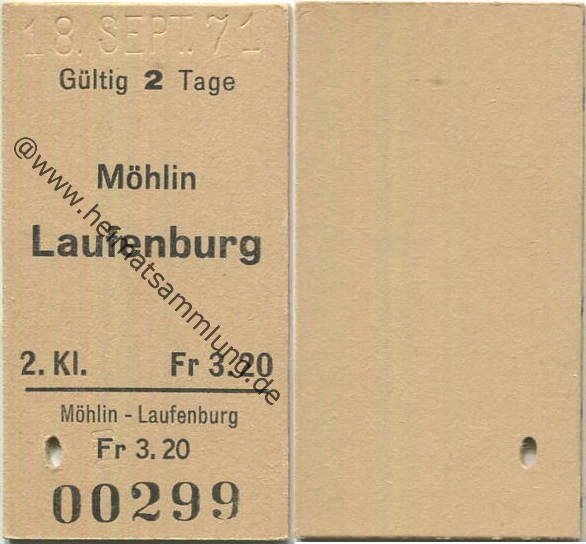 18. SEPT. 71
Gültig 2 Tage
Möhlin
Laufenburg
2. Kl. Fr 3.20
Möhlin - Laufenburg
Fr 3.20
00299
@www.heimatsammlung.de